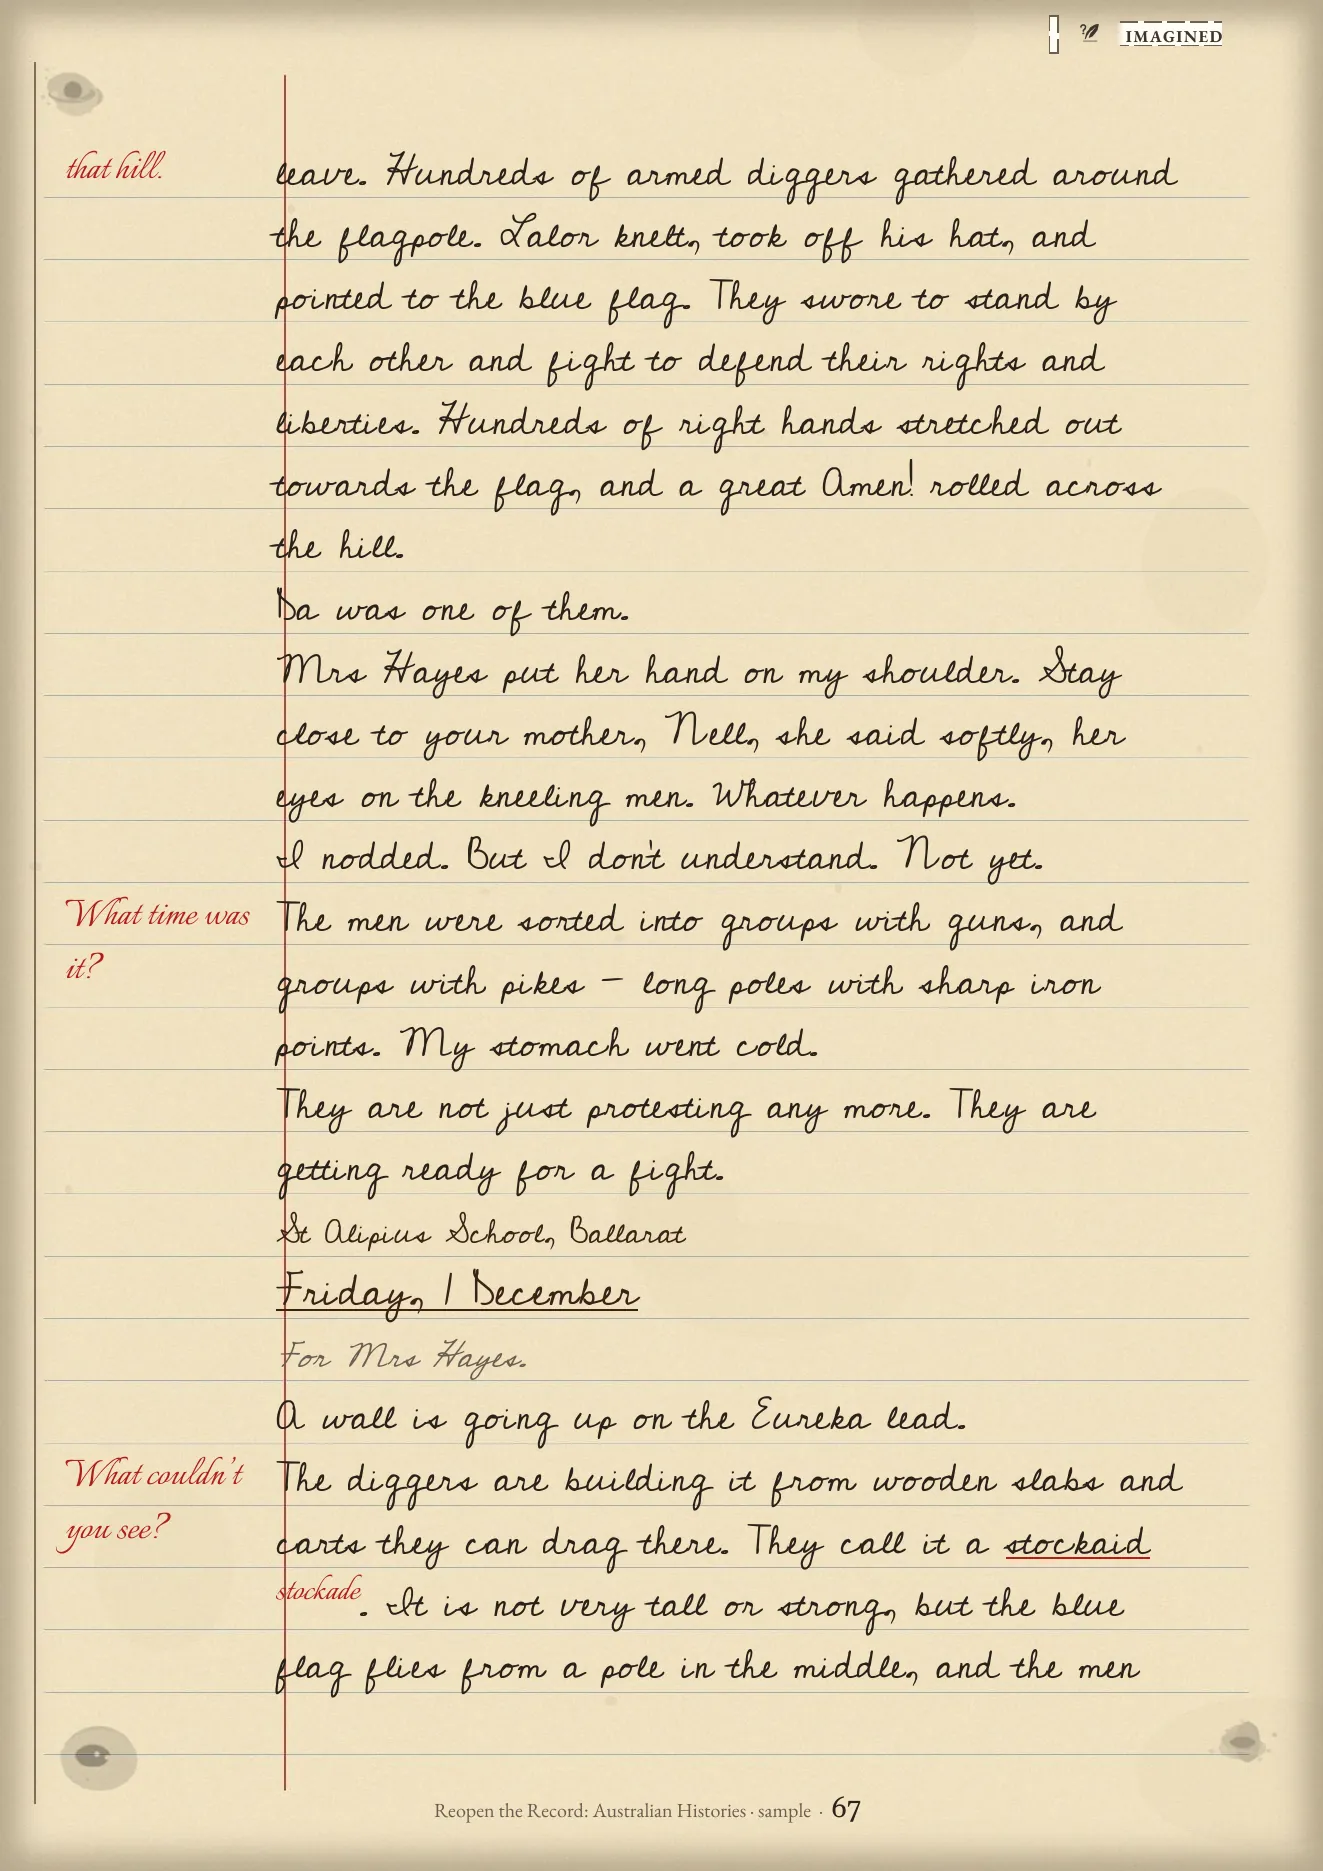 IMAGINED
that hill.
leave. Hundreds of armed diggers gathered around
the flagpole. Lalor knelt, took off his hat, and
pointed to the blue flag. They swore to stand by
each other and fight to defend their rights and
liberties. Hundreds of right hands stretched out
towards the flag, and a great Amen! rolled across
the hill.
Da was one of them.
Mrs Hayes put her hand on my shoulder. Stay
close to your mother, Nell, she said softly, her
eyes on the kneeling men. Whatever happens.
I nodded. But I don't understand. Not yet.
What time was
it?
The men were sorted into groups with guns, and
groups with pikes – long poles with sharp iron
points. My stomach went cold.
They are not just protesting any more. They are
getting ready for a fight.
St Alipius School, Ballarat
Friday, 1 December
For Mrs Hayes.
A wall is going up on the Eureka lead.
What couldn't
you see?
The diggers are building it from wooden slabs and
carts they can drag there. They call it a stockaid
stockade. It is not very tall or strong, but the blue
flag flies from a pole in the middle, and the men
Reopen the Record: Australian Histories · sample · 67